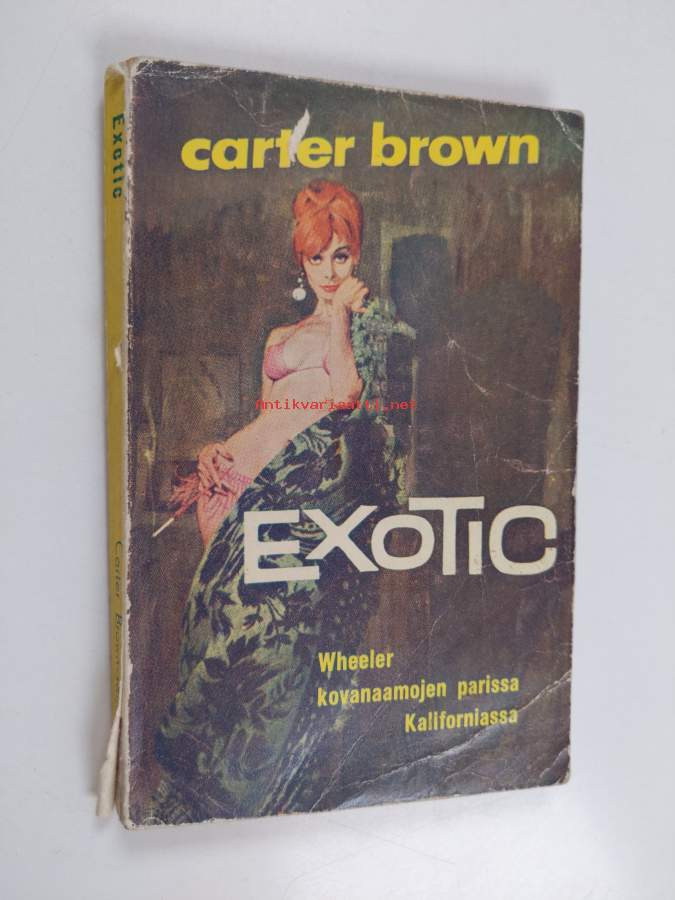 carter brown
EXOTIC
Wheeler
kovanaamojen parissa
Kaliforniassa
Exotic
Carter Brown
Antikvariaatti.net